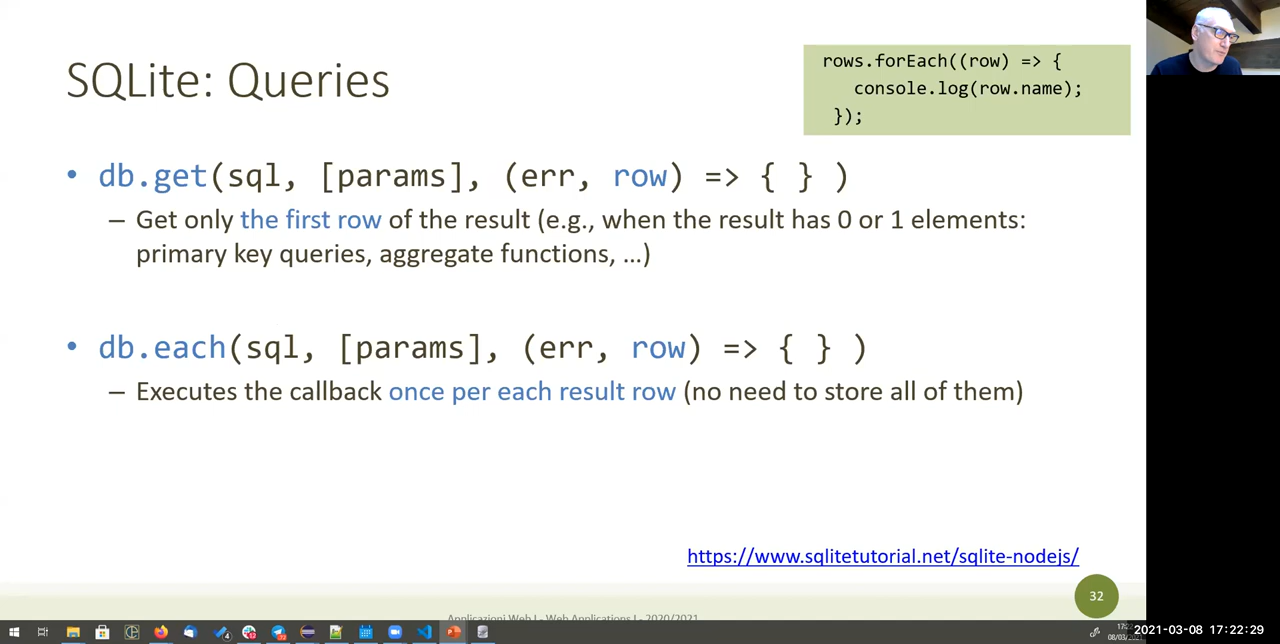 SQLite: Queries
rows.forEach((row) => {
console.log(row.name);
});
• db.get(sql, [params], (err, row) => { } )
– Get only the first row of the result (e.g., when the result has 0 or 1 elements:
primary key queries, aggregate functions, …)
• db.each(sql, [params], (err, row) => { } )
– Executes the callback once per each result row (no need to store all of them)
https://www.sqlitetutorial.net/sqlite-nodejs/
32
Applicazioni Web I - Web Applications I - 2020/2021
2021-03-08 17:22:29